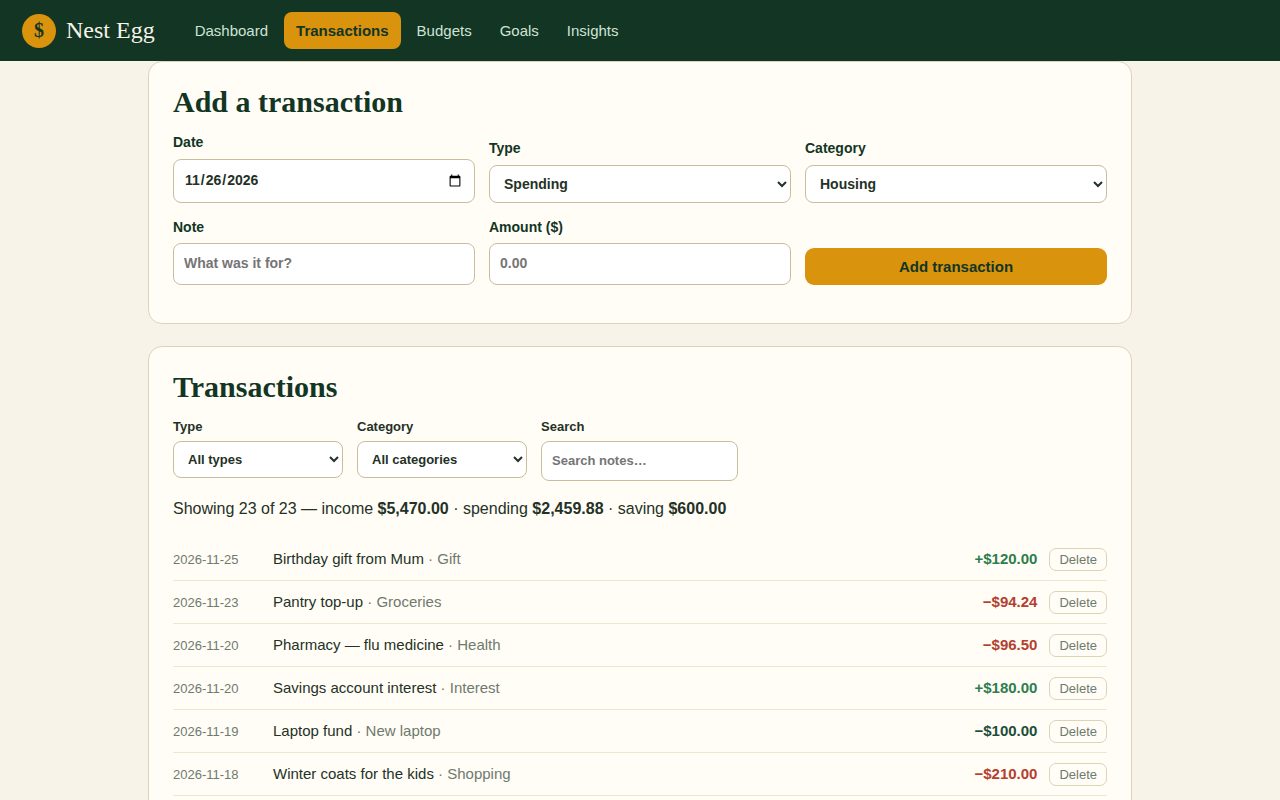 $ Nest Egg Dashboard Transactions Budgets Goals Insights
Add a transaction
Date Type Category
11/26/2026 Spending Housing
Note Amount ($)
What was it for? 0.00 Add transaction
Transactions
Type Category Search
All types All categories Search notes…
Showing 23 of 23 — income $5,470.00 · spending $2,459.88 · saving $600.00
2026-11-25 Birthday gift from Mum · Gift +$120.00 Delete
2026-11-23 Pantry top-up · Groceries −$94.24 Delete
2026-11-20 Pharmacy — flu medicine · Health −$96.50 Delete
2026-11-20 Savings account interest · Interest +$180.00 Delete
2026-11-19 Laptop fund · New laptop −$100.00 Delete
2026-11-18 Winter coats for the kids · Shopping −$210.00 Delete